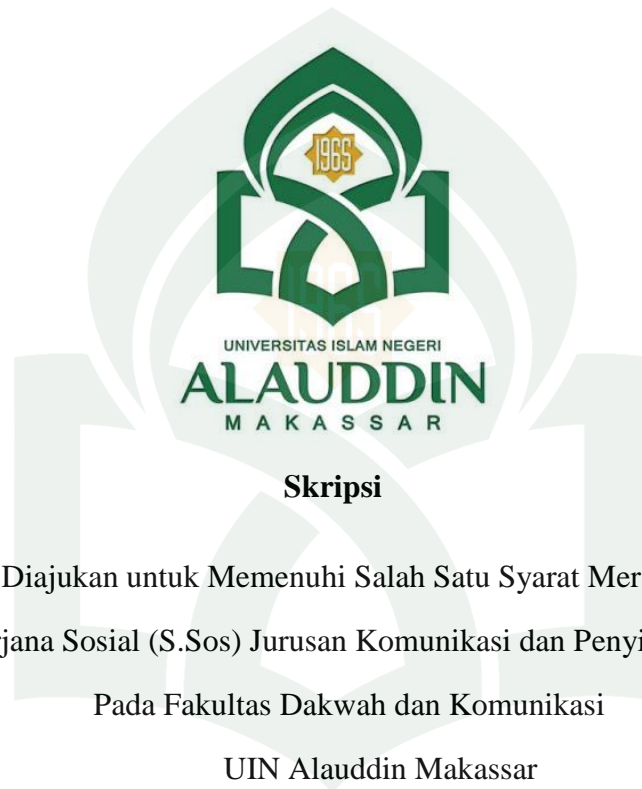 1965
UNIVERSITAS ISLAM NEGERI
ALAUDDIN
MAKASSAR
Skripsi
Diajukan untuk Memenuhi Salah Satu Syarat Mer
rjana Sosial (S.Sos) Jurusan Komunikasi dan Penyi
Pada Fakultas Dakwah dan Komunikasi
UIN Alauddin Makassar